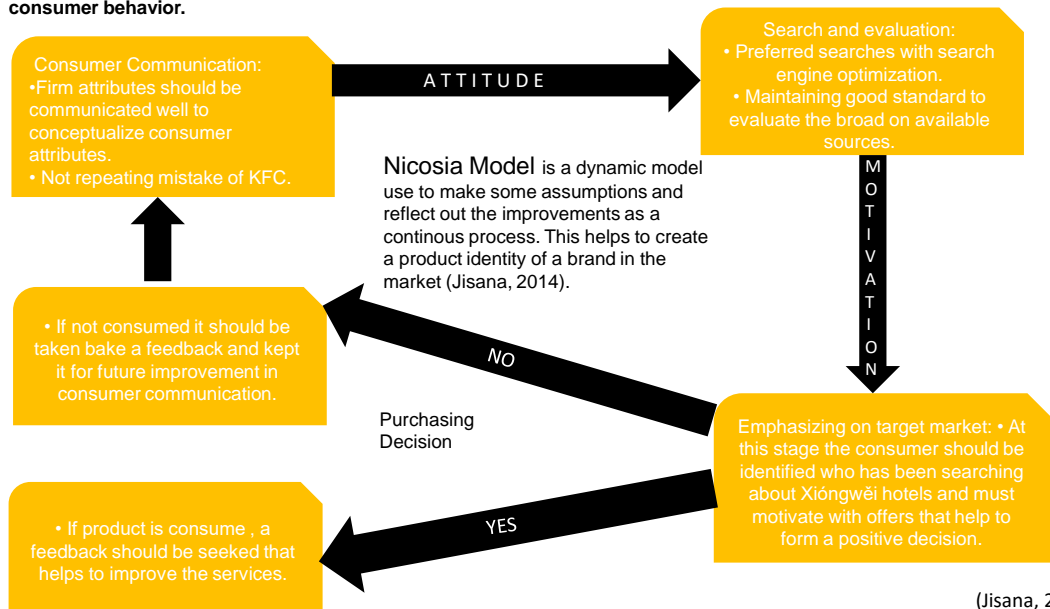 consumer behavior.
Consumer Communication:
•Firm attributes should be
communicated well to
conceptualize consumer
attributes.
• Not repeating mistake of KFC.
ATTITUDE
Search and evaluation:
• Preferred searches with search
engine optimization.
• Maintaining good standard to
evaluate the broad on available
sources.
MOTIVATION
Nicosia Model is a dynamic model
use to make some assumptions and
reflect out the improvements as a
continous process. This helps to create
a product identity of a brand in the
market (Jisana, 2014).
• If not consumed it should be
taken bake a feedback and kept
it for future improvement in
consumer communication.
NO
Purchasing
Decision
Emphasizing on target market: • At
this stage the consumer should be
identified who has been searching
about Xióngwěi hotels and must
motivate with offers that help to
form a positive decision.
YES
• If product is consume , a
feedback should be seeked that
helps to improve the services.
(Jisana, 2